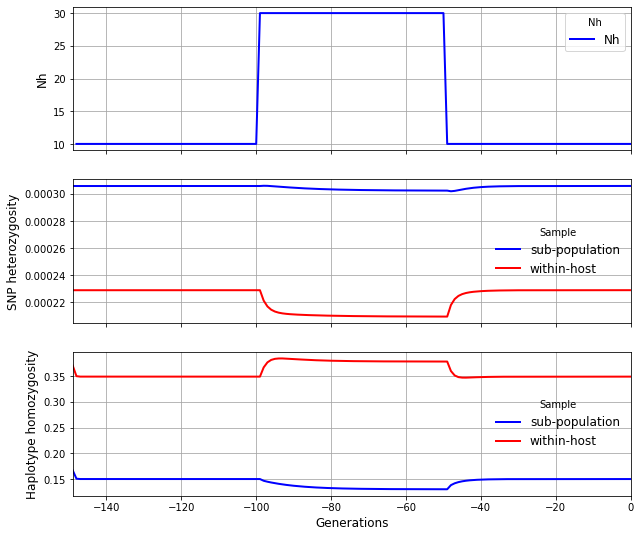 30
25
20
15
10
Nh
Nh
Nh
0.00030
0.00028
0.00026
0.00024
0.00022
SNP heterozygosity
Sample
sub-population
within-host
0.35
0.30
0.25
0.20
0.15
Haplotype homozygosity
Sample
sub-population
within-host
−140 −120 −100 −80 −60 −40 −20 0
Generations